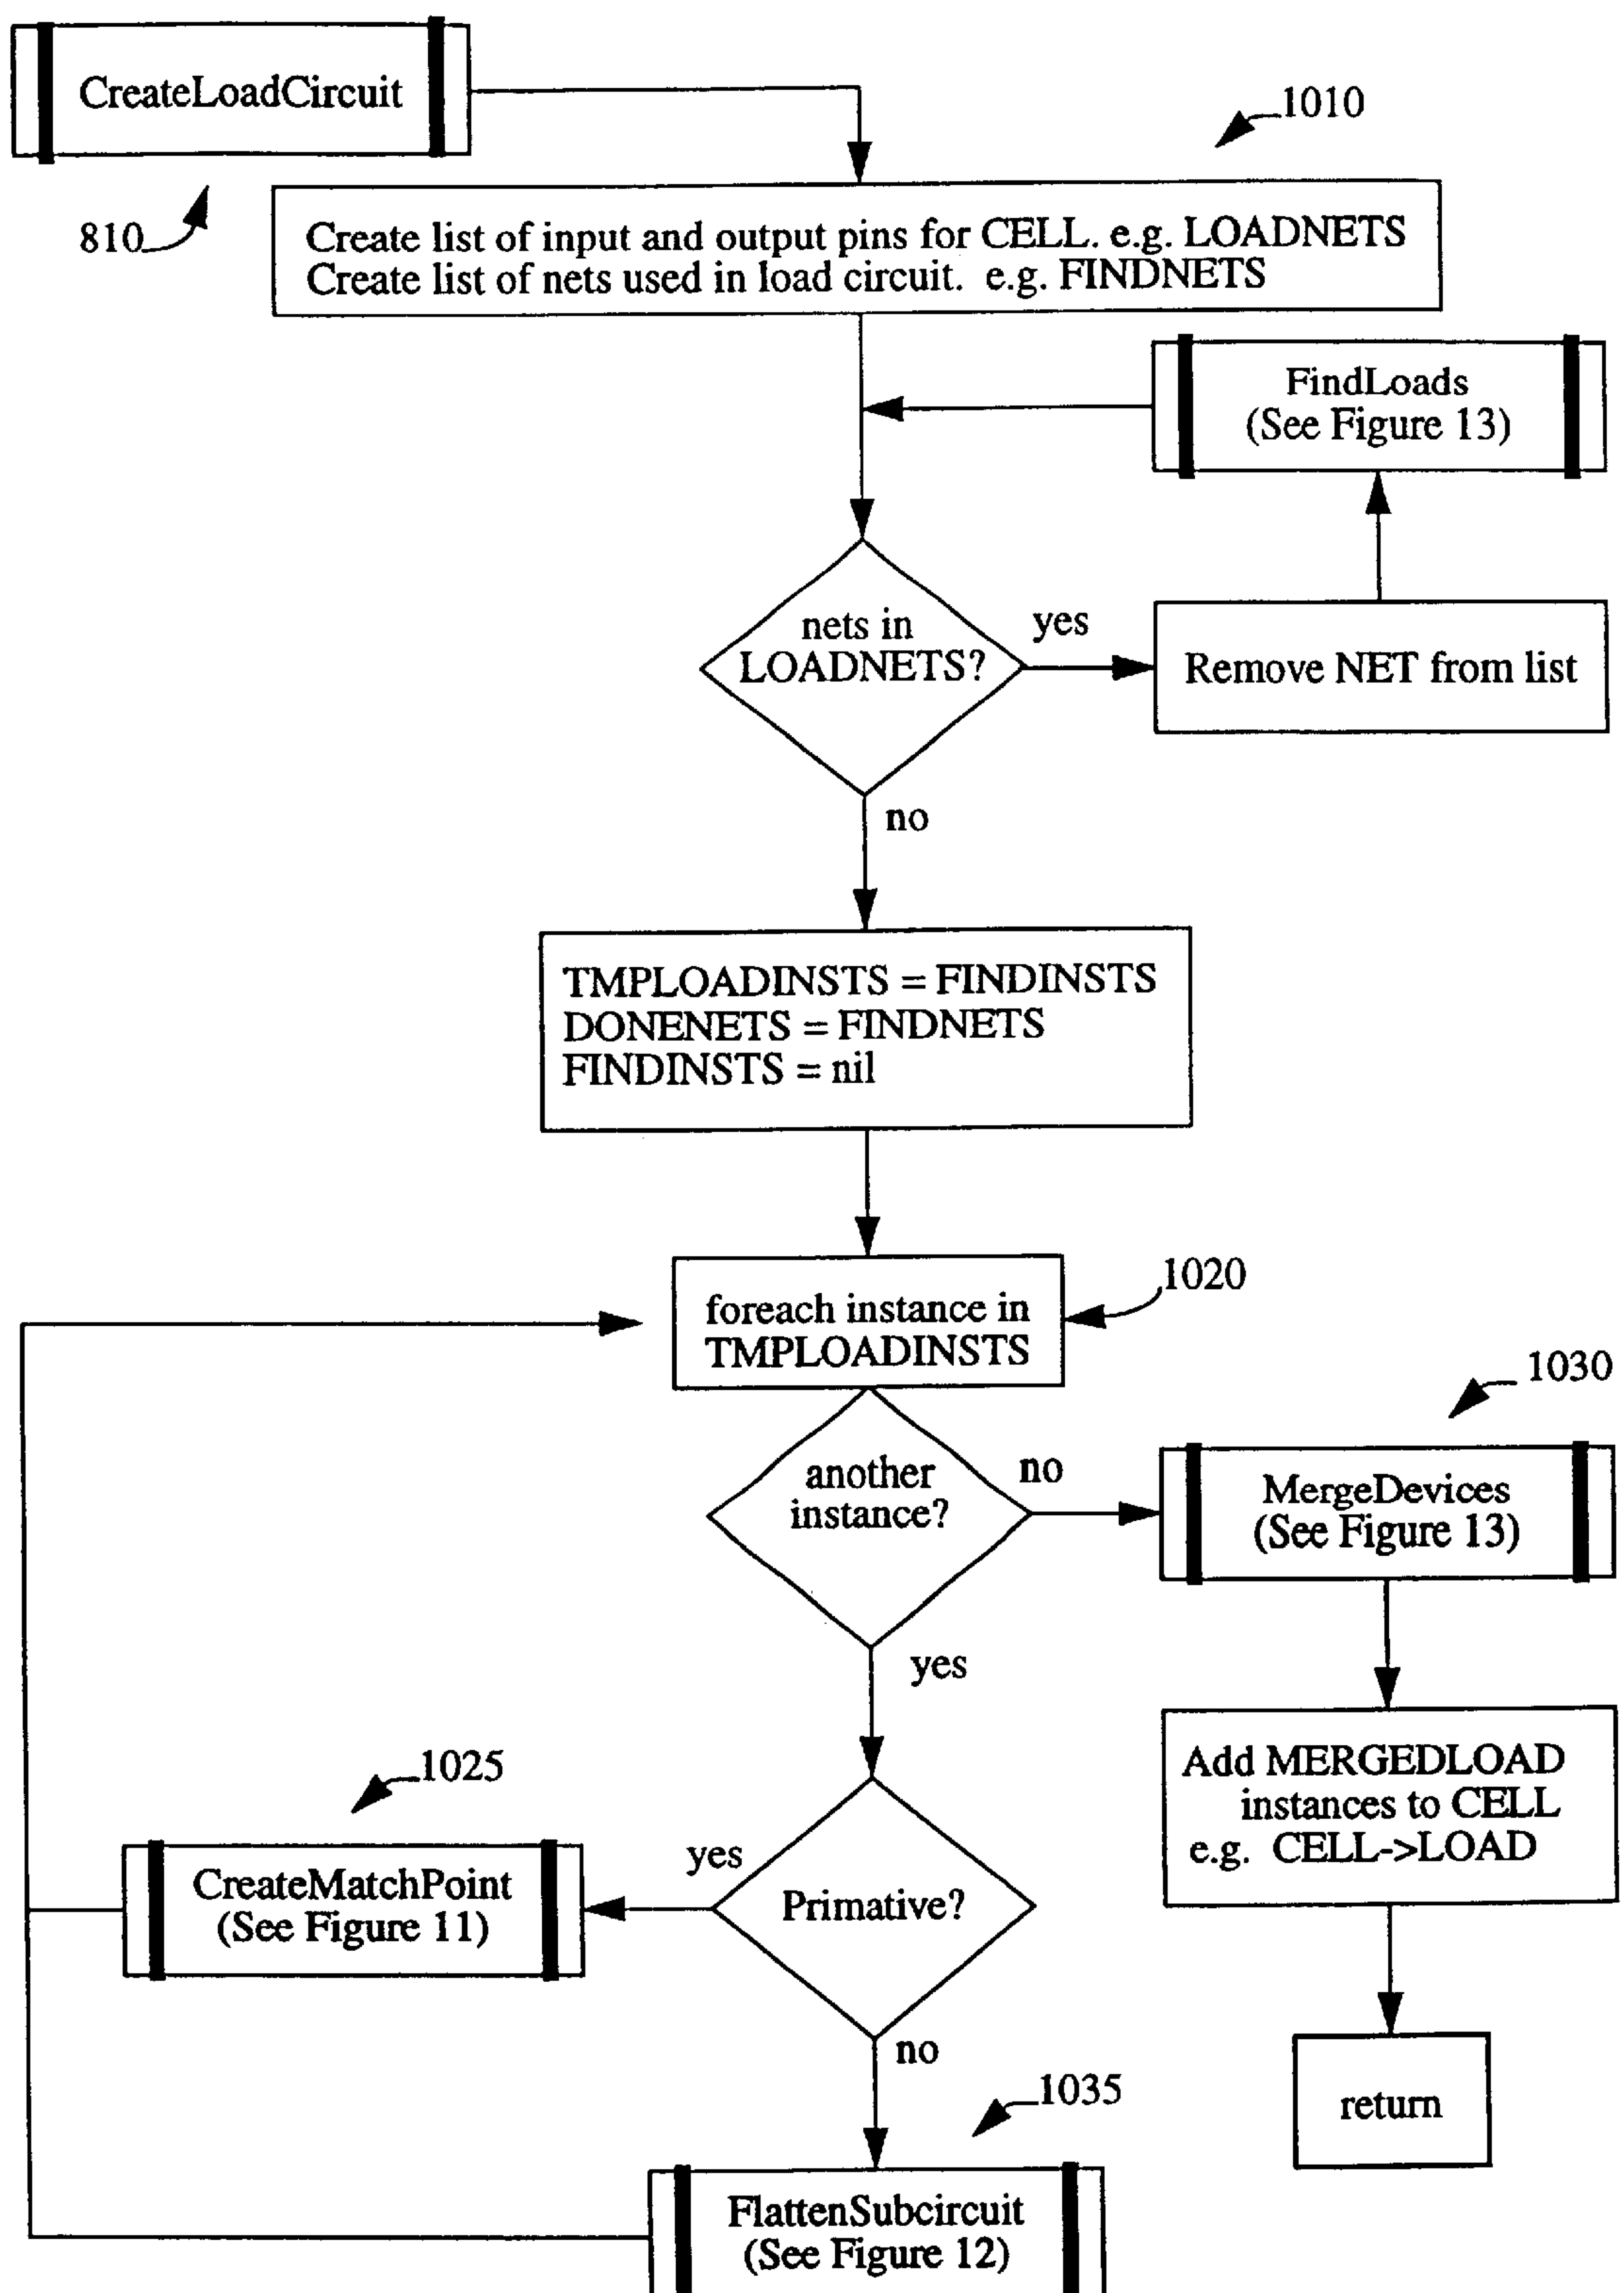 CreateLoadCircuit
1010
810
Create list of input and output pins for CELL. e.g. LOADNETS
Create list of nets used in load circuit. e.g. FINDNETS
FindLoads
(See Figure 13)
nets in
LOADNETS?
yes
Remove NET from list
no
TMPLOADINSTS = FINDINSTS
DONENETS = FINDNETS
FINDINSTS = nil
1020
foreach instance in
TMPLOADINSTS
1030
another
instance?
no
MergeDevices
(See Figure 13)
yes
Add MERGEDLOAD
instances to CELL
e.g. CELL->LOAD
1025
CreateMatchPoint
(See Figure 11)
yes
Primative?
no
return
1035
FlattenSubcircuit
(See Figure 12)